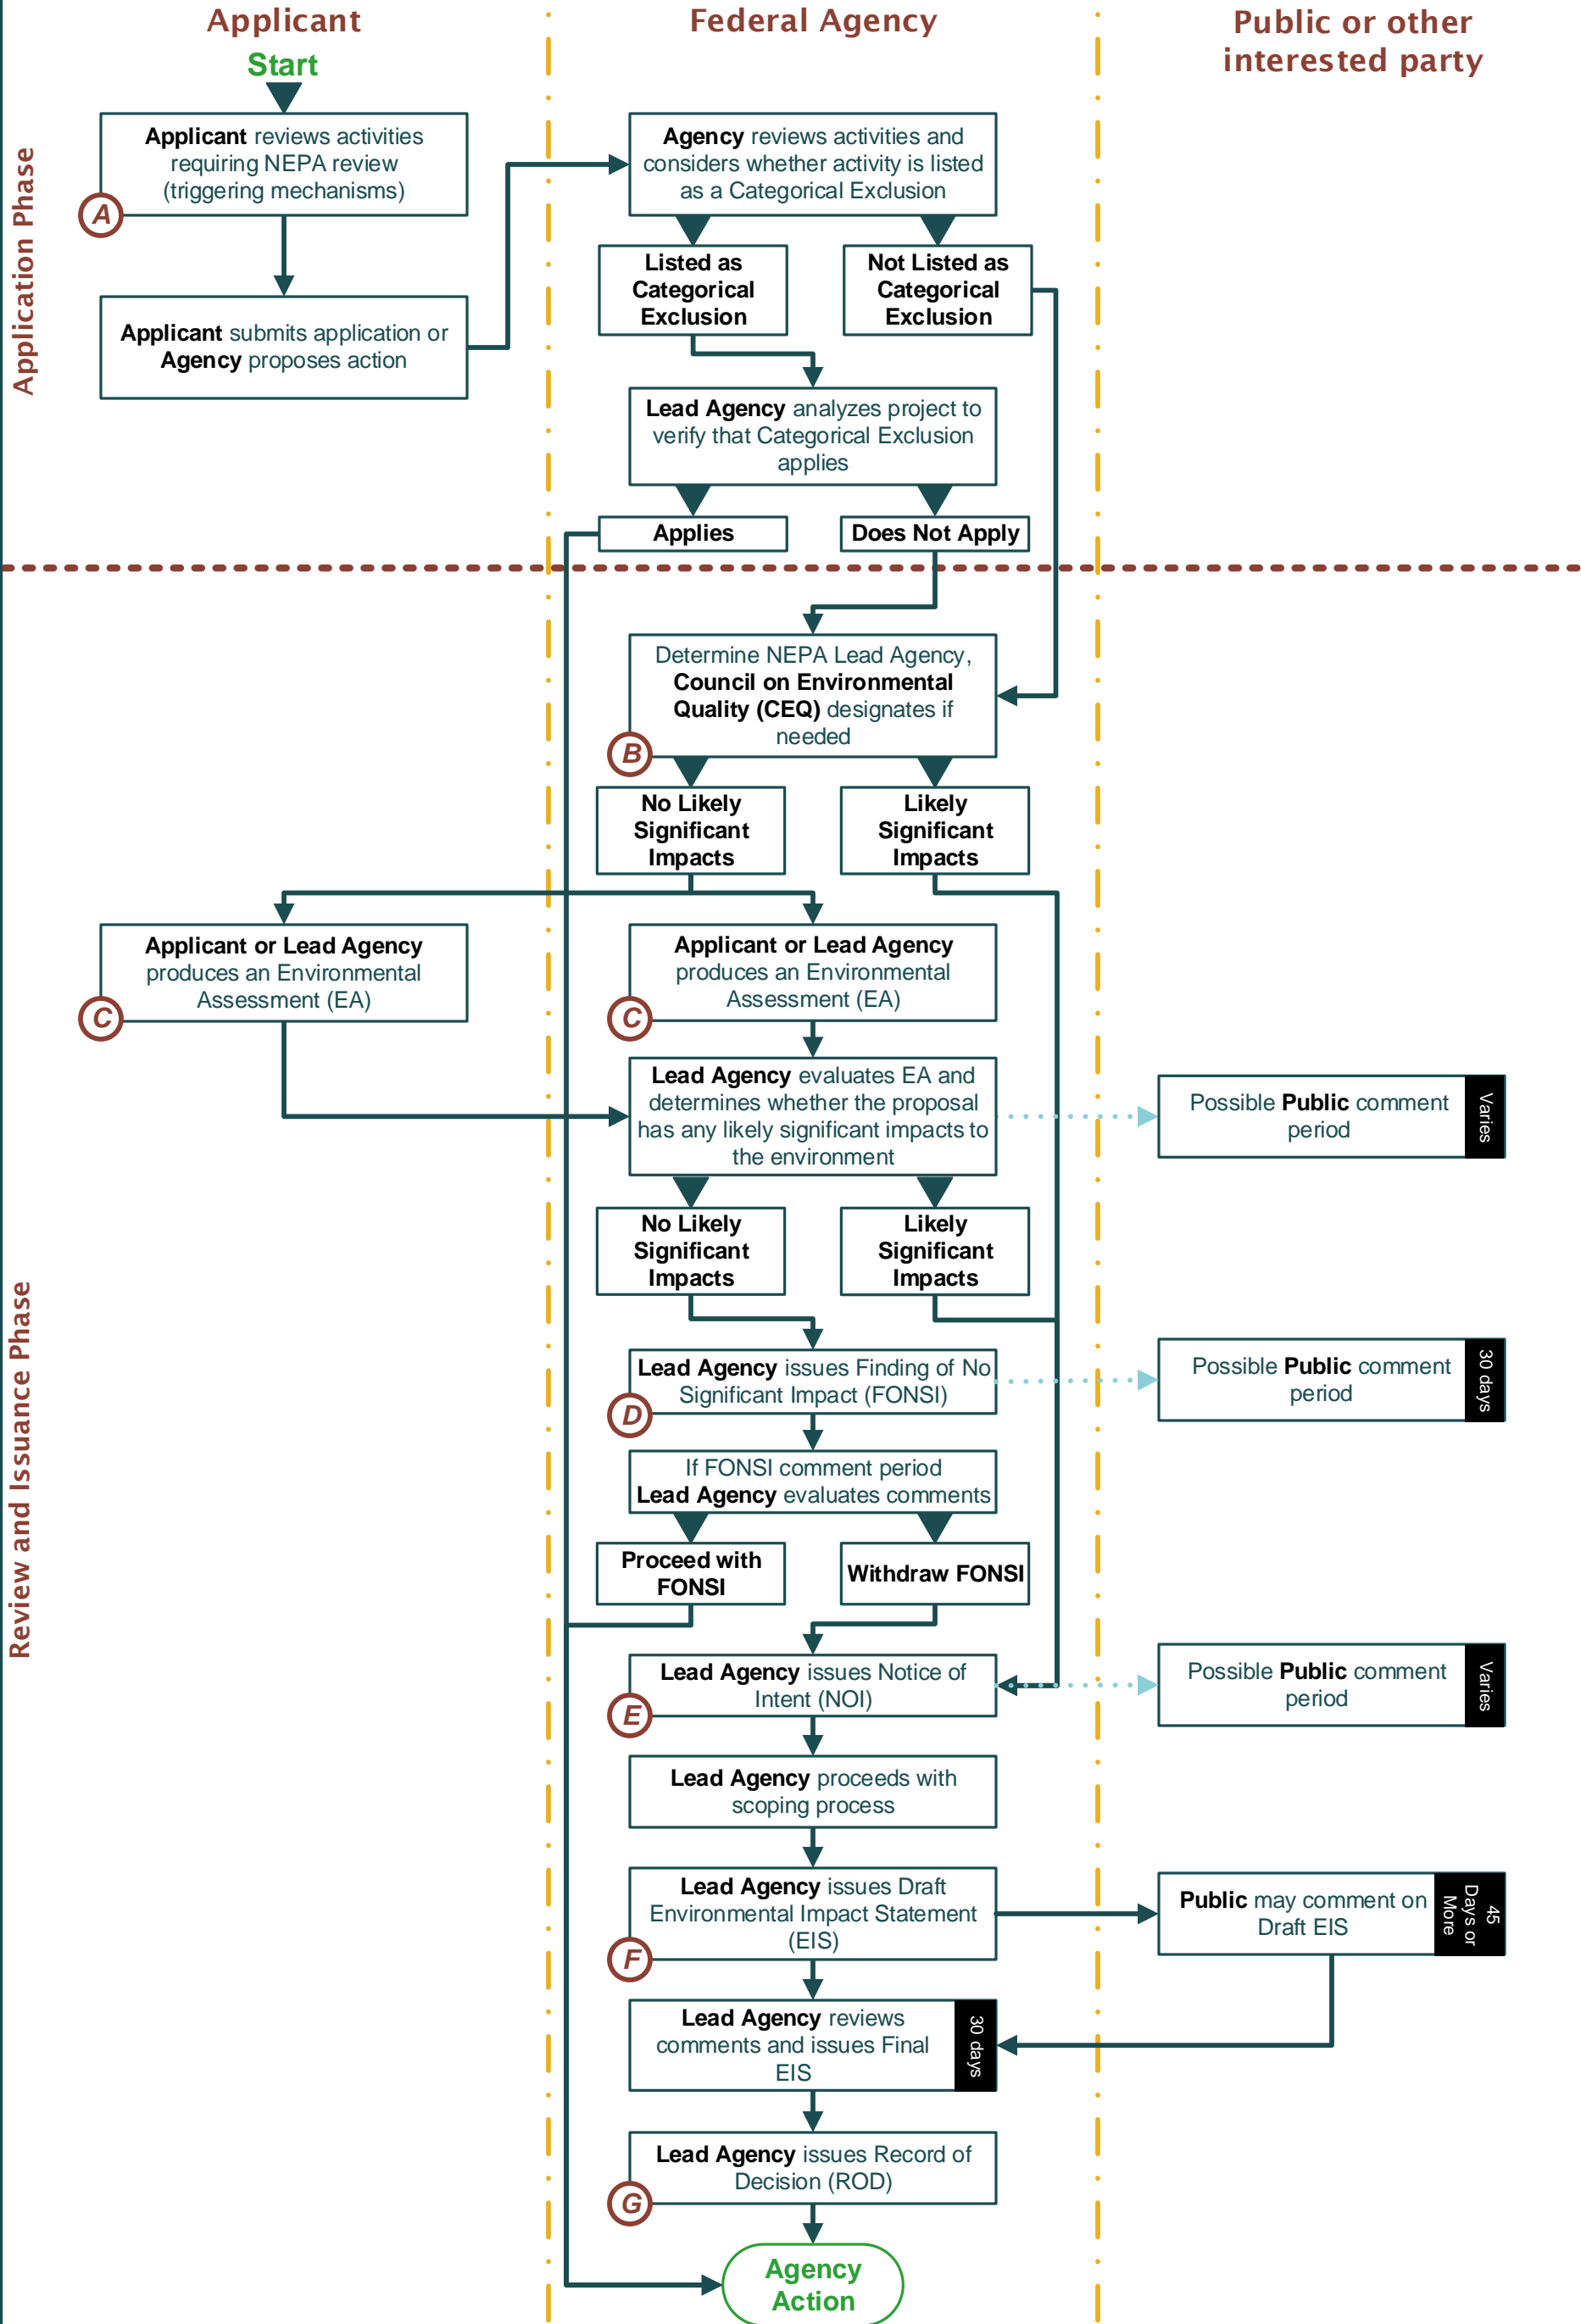 Applicant
Federal Agency
Public or other
interested party
Start
Application Phase
Applicant reviews activities
requiring NEPA review
(triggering mechanisms)
A
Applicant submits application or
Agency proposes action
Agency reviews activities and
considers whether activity is listed
as a Categorical Exclusion
Listed as
Categorical
Exclusion
Not Listed as
Categorical
Exclusion
Lead Agency analyzes project to
verify that Categorical Exclusion
applies
Applies
Does Not Apply
Review and Issuance Phase
Determine NEPA Lead Agency,
Council on Environmental
Quality (CEQ) designates if
needed
B
No Likely
Significant
Impacts
Likely
Significant
Impacts
Applicant or Lead Agency
produces an Environmental
Assessment (EA)
C
Applicant or Lead Agency
produces an Environmental
Assessment (EA)
C
Lead Agency evaluates EA and
determines whether the proposal
has any likely significant impacts to
the environment
Possible Public comment
period
Varies
No Likely
Significant
Impacts
Likely
Significant
Impacts
Lead Agency issues Finding of No
Significant Impact (FONSI)
D
Possible Public comment
period
30 days
If FONSI comment period
Lead Agency evaluates comments
Proceed with
FONSI
Withdraw FONSI
Lead Agency issues Notice of
Intent (NOI)
E
Possible Public comment
period
Varies
Lead Agency proceeds with
scoping process
Lead Agency issues Draft
Environmental Impact Statement
(EIS)
F
Public may comment on
Draft EIS
45
Days or
More
Lead Agency reviews
comments and issues Final
EIS
30 days
Lead Agency issues Record of
Decision (ROD)
G
Agency
Action